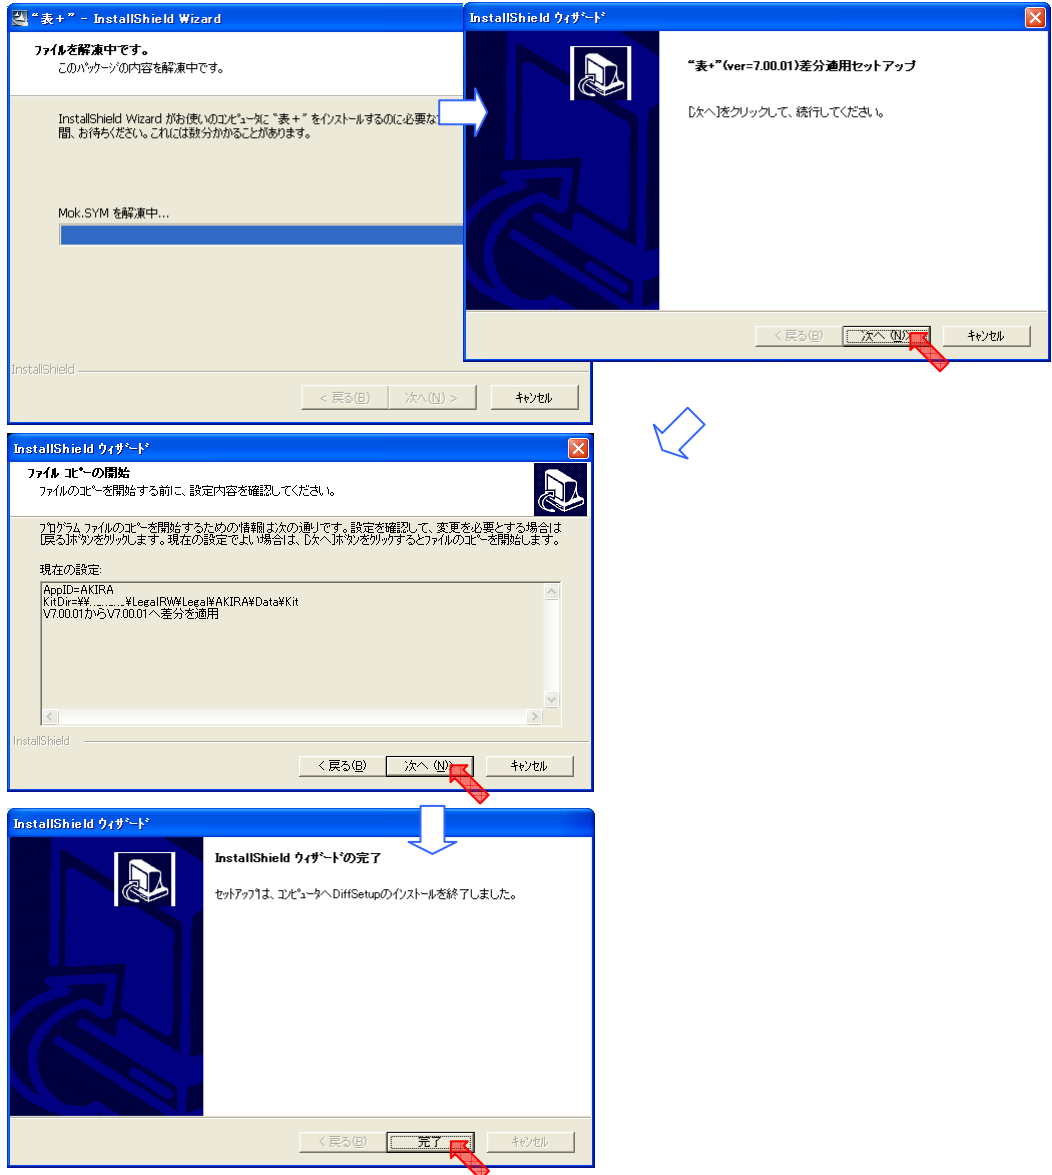 “表＋” - InstallShield Wizard
ファイルを解凍中です。
このパッケージの内容を解凍中です。
InstallShield Wizard がお使いのコンピュータに “表＋” をインストールするのに必要な
間、お待ちください。これには数分かかることがあります。
Mok.SYM を解凍中...
InstallShield
< 戻る(B)
次へ(N) >
キャンセル
InstallShield ウィザード
“表+”(ver=7.00.01)差分適用セットアップ
[次へ]をクリックして、続行してください。
< 戻る(B)
次へ (N)>
キャンセル
InstallShield ウィザード
ファイル コピーの開始
ファイルのコピーを開始する前に、設定内容を確認してください。
プログラム ファイルのコピーを開始するための情報は次の通りです。設定を確認して、変更を必要とする場合は
[戻る]ボタンをクリックします。現在の設定でよい場合は、[次へ]ボタンをクリックするとファイルのコピーを開始します。
現在の設定:
AppID=AKIRA
KitDir=¥¥ ¥LegalRW¥Legal¥AKIRA¥Data¥Kit
V7.00.01からV7.00.01へ差分を適用
InstallShield
< 戻る(B)
次へ (N)>
キャンセル
InstallShield ウィザード
InstallShield ウィザードの完了
セットアップは、コンピュータへDiffSetupのインストールを終了しました。
< 戻る(B)
完了
キャンセル